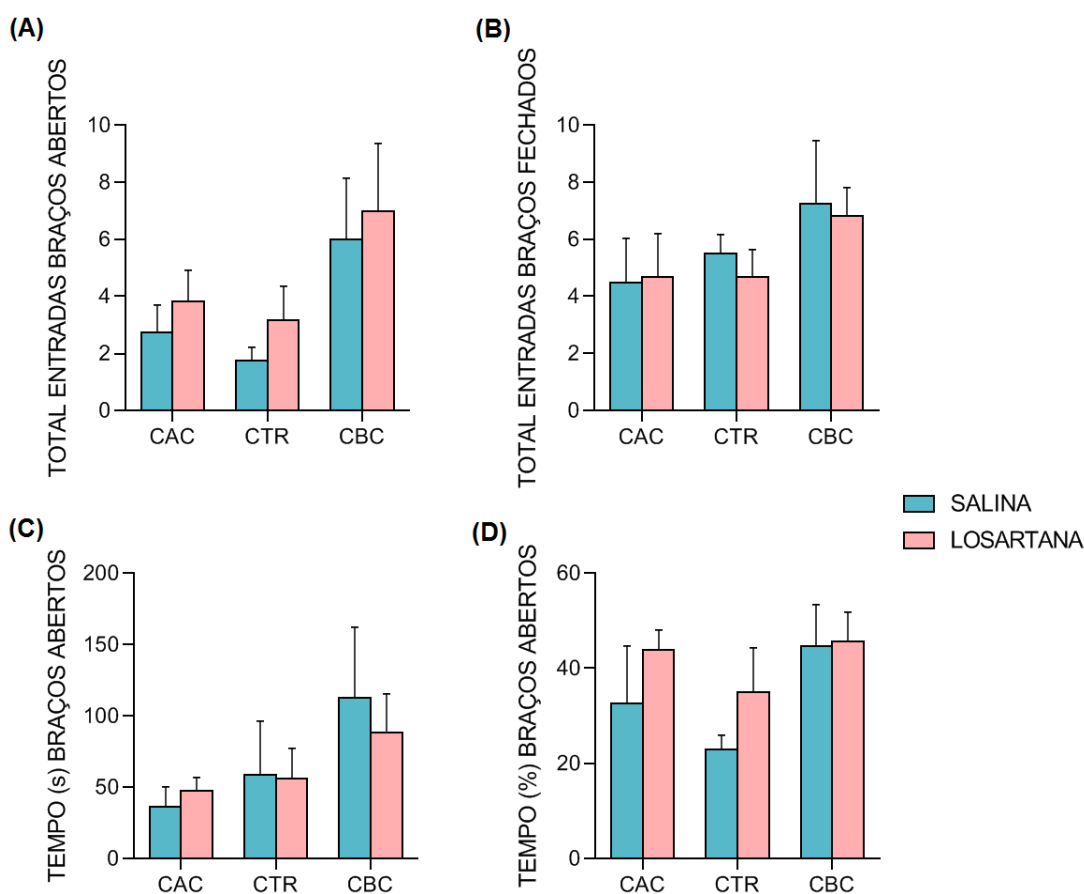 (A)
TOTAL ENTRADAS BRAÇOS ABERTOS
10
8
6
4
2
0
CAC CTR CBC
(B)
TOTAL ENTRADAS BRAÇOS FECHADOS
10
8
6
4
2
0
CAC CTR CBC
SALINA
LOSARTANA
(C)
TEMPO (s) BRAÇOS ABERTOS
200
150
100
50
0
CAC CTR CBC
(D)
TEMPO (%) BRAÇOS ABERTOS
60
40
20
0
CAC CTR CBC